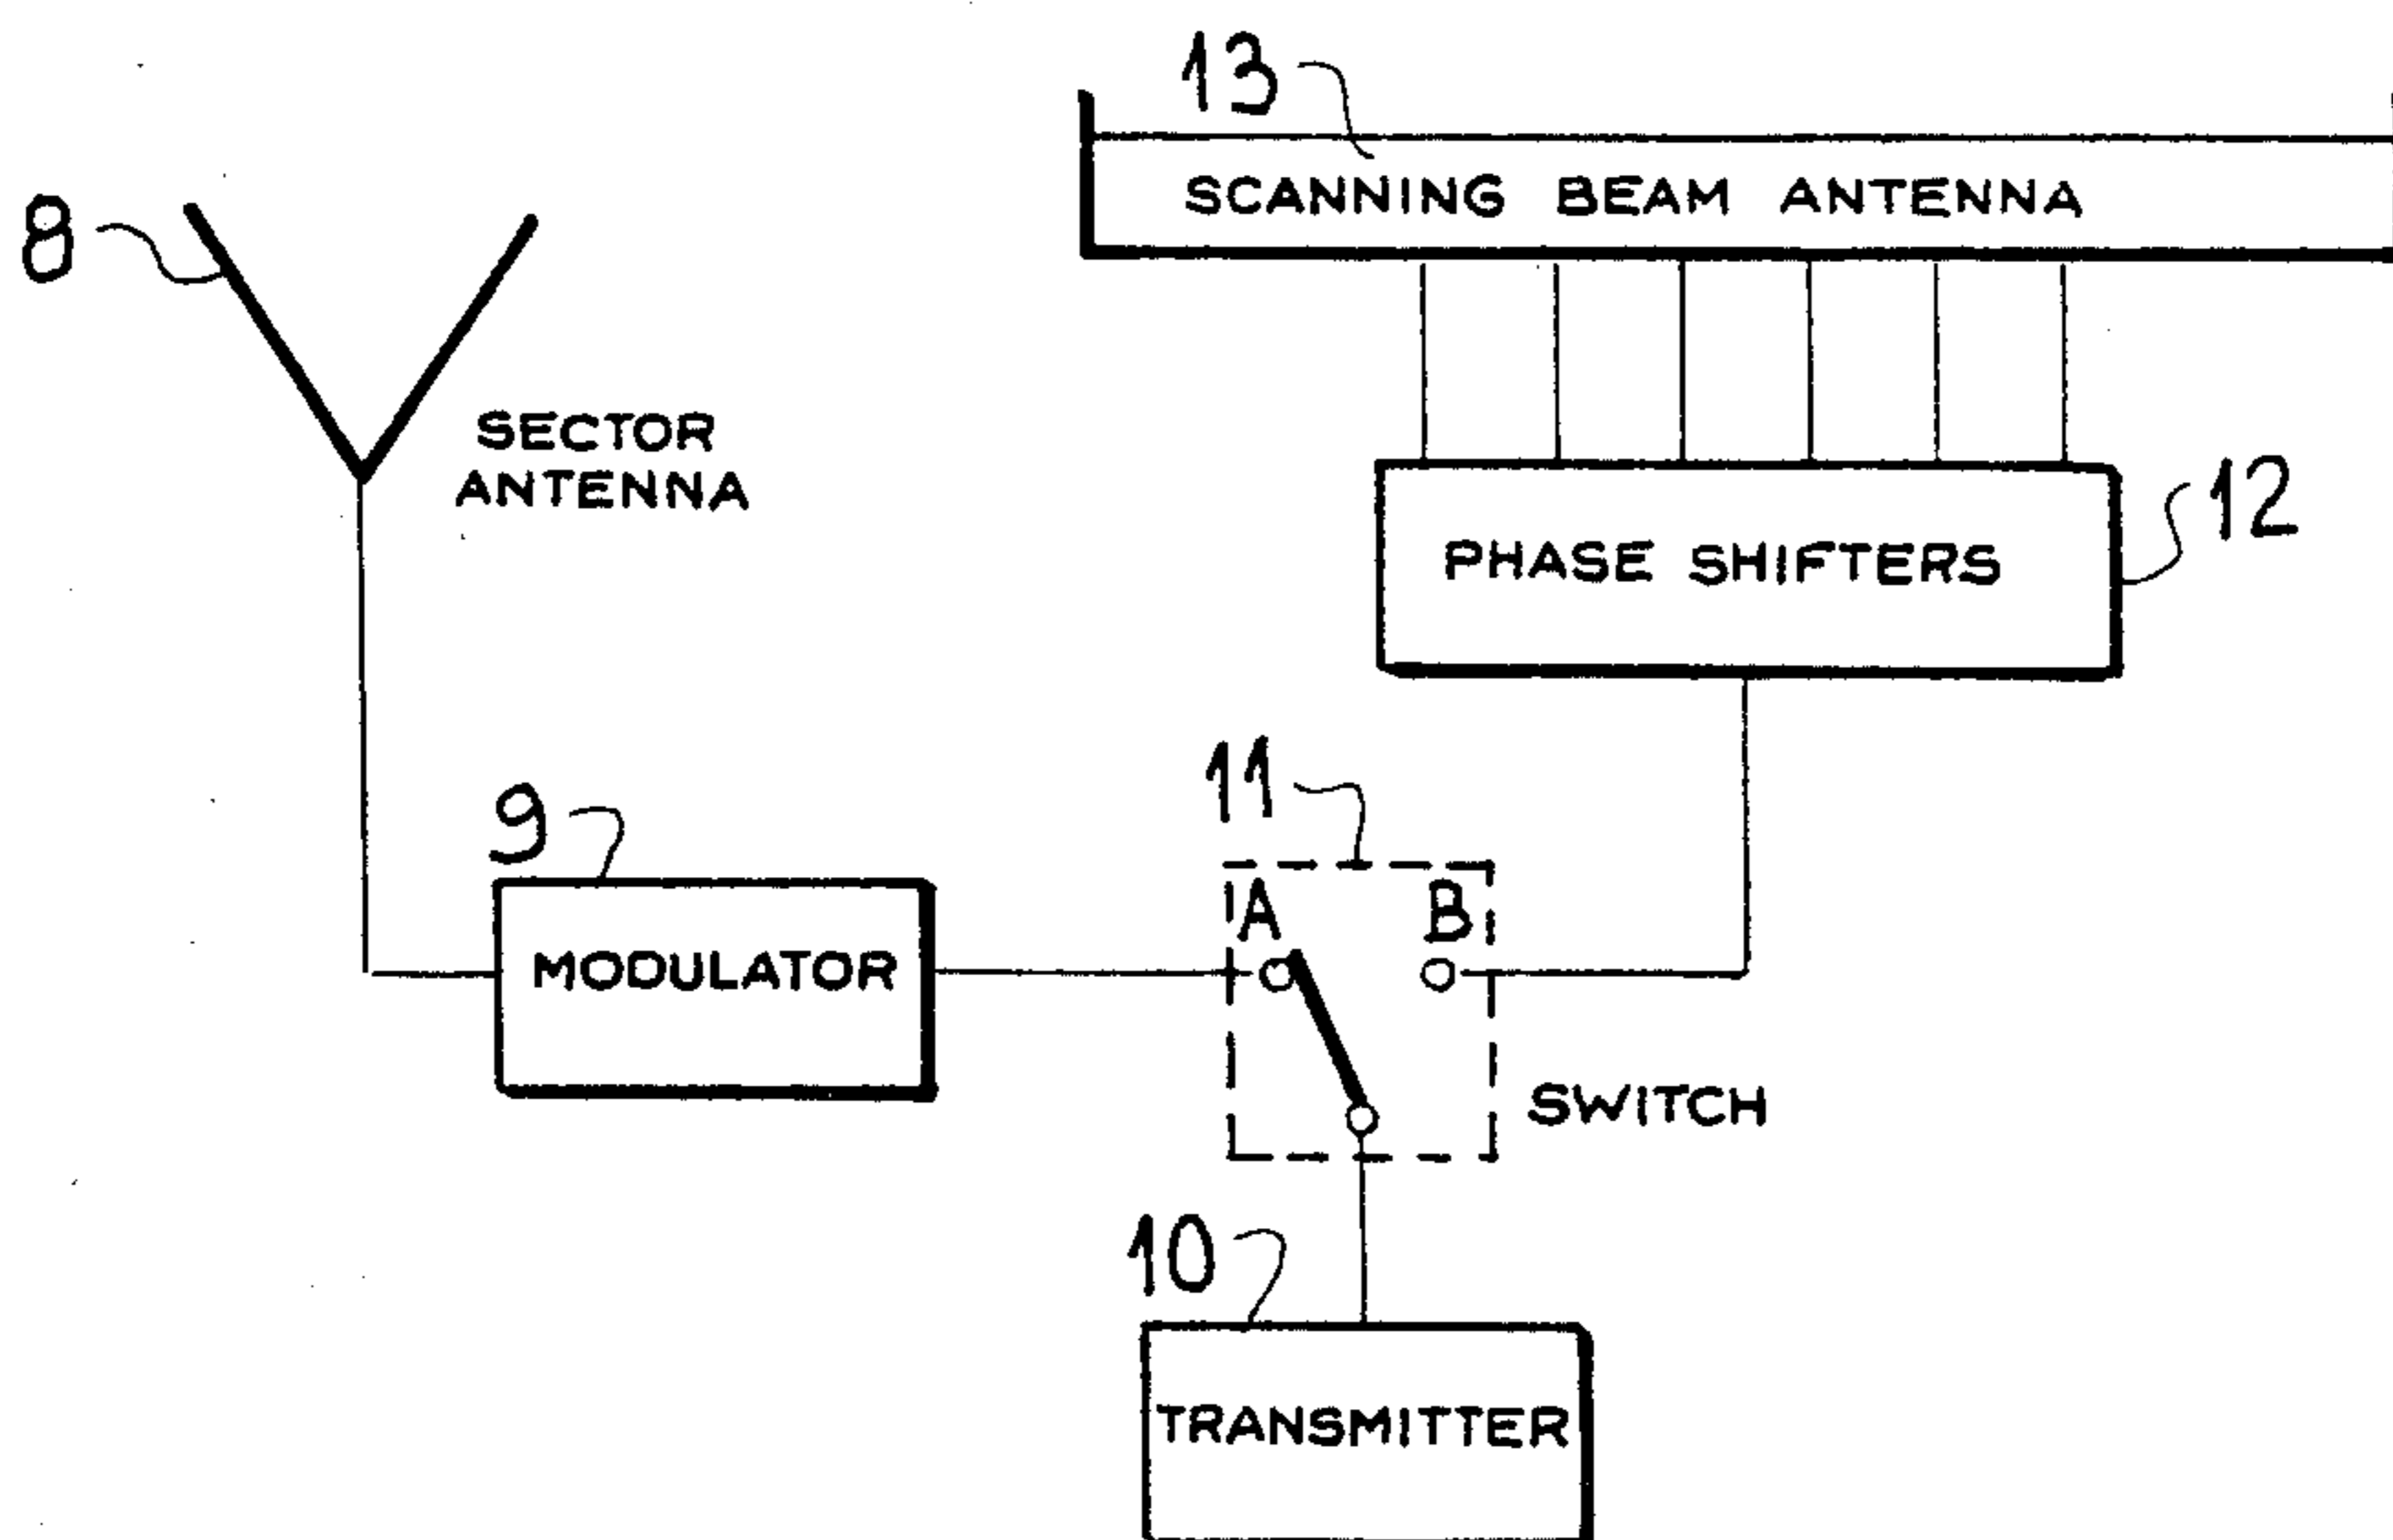 13
SCANNING BEAM ANTENNA
8
SECTOR
ANTENNA
12
PHASE SHIFTERS
11
9
A B
MODULATOR
SWITCH
10
TRANSMITTER